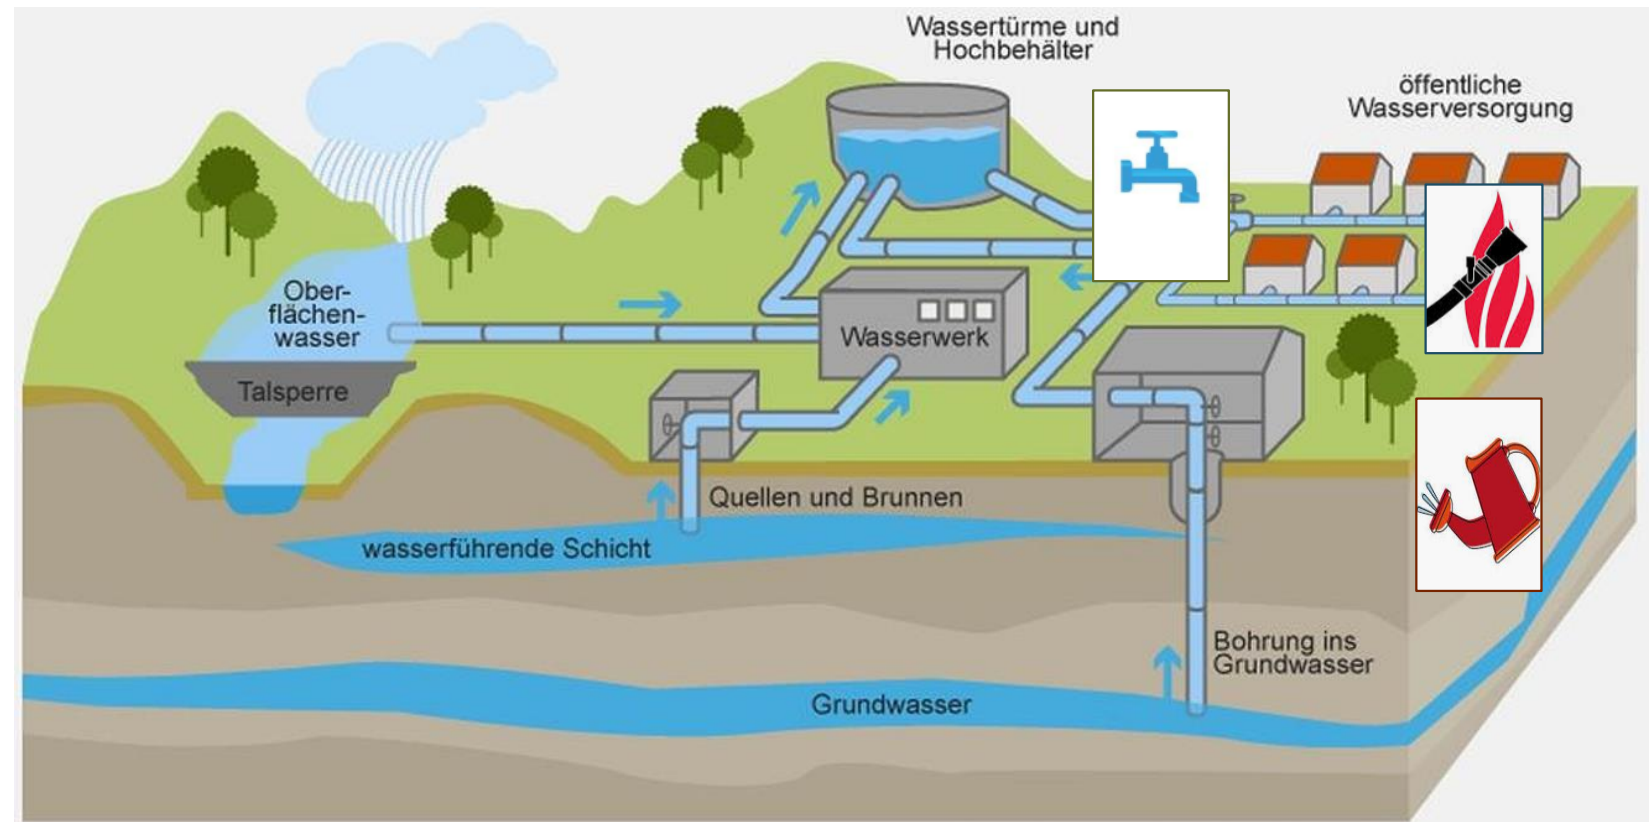 Wassertürme und
Hochbehälter
öffentliche
Wasserversorgung
Ober-
flächen-
wasser
Talsperre
Wasserwerk
Quellen und Brunnen
wasserführende Schicht
Bohrung ins
Grundwasser
Grundwasser